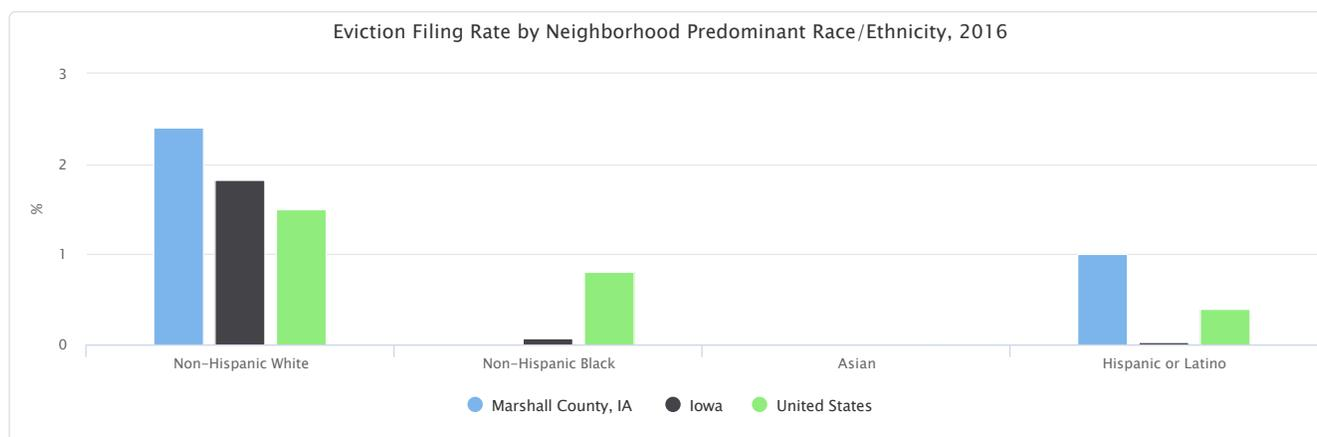 Eviction Filing Rate by Neighborhood Predominant Race/Ethnicity, 2016
3
2
%
1
0
Non-Hispanic White Non-Hispanic Black Asian Hispanic or Latino
Marshall County, IA Iowa United States